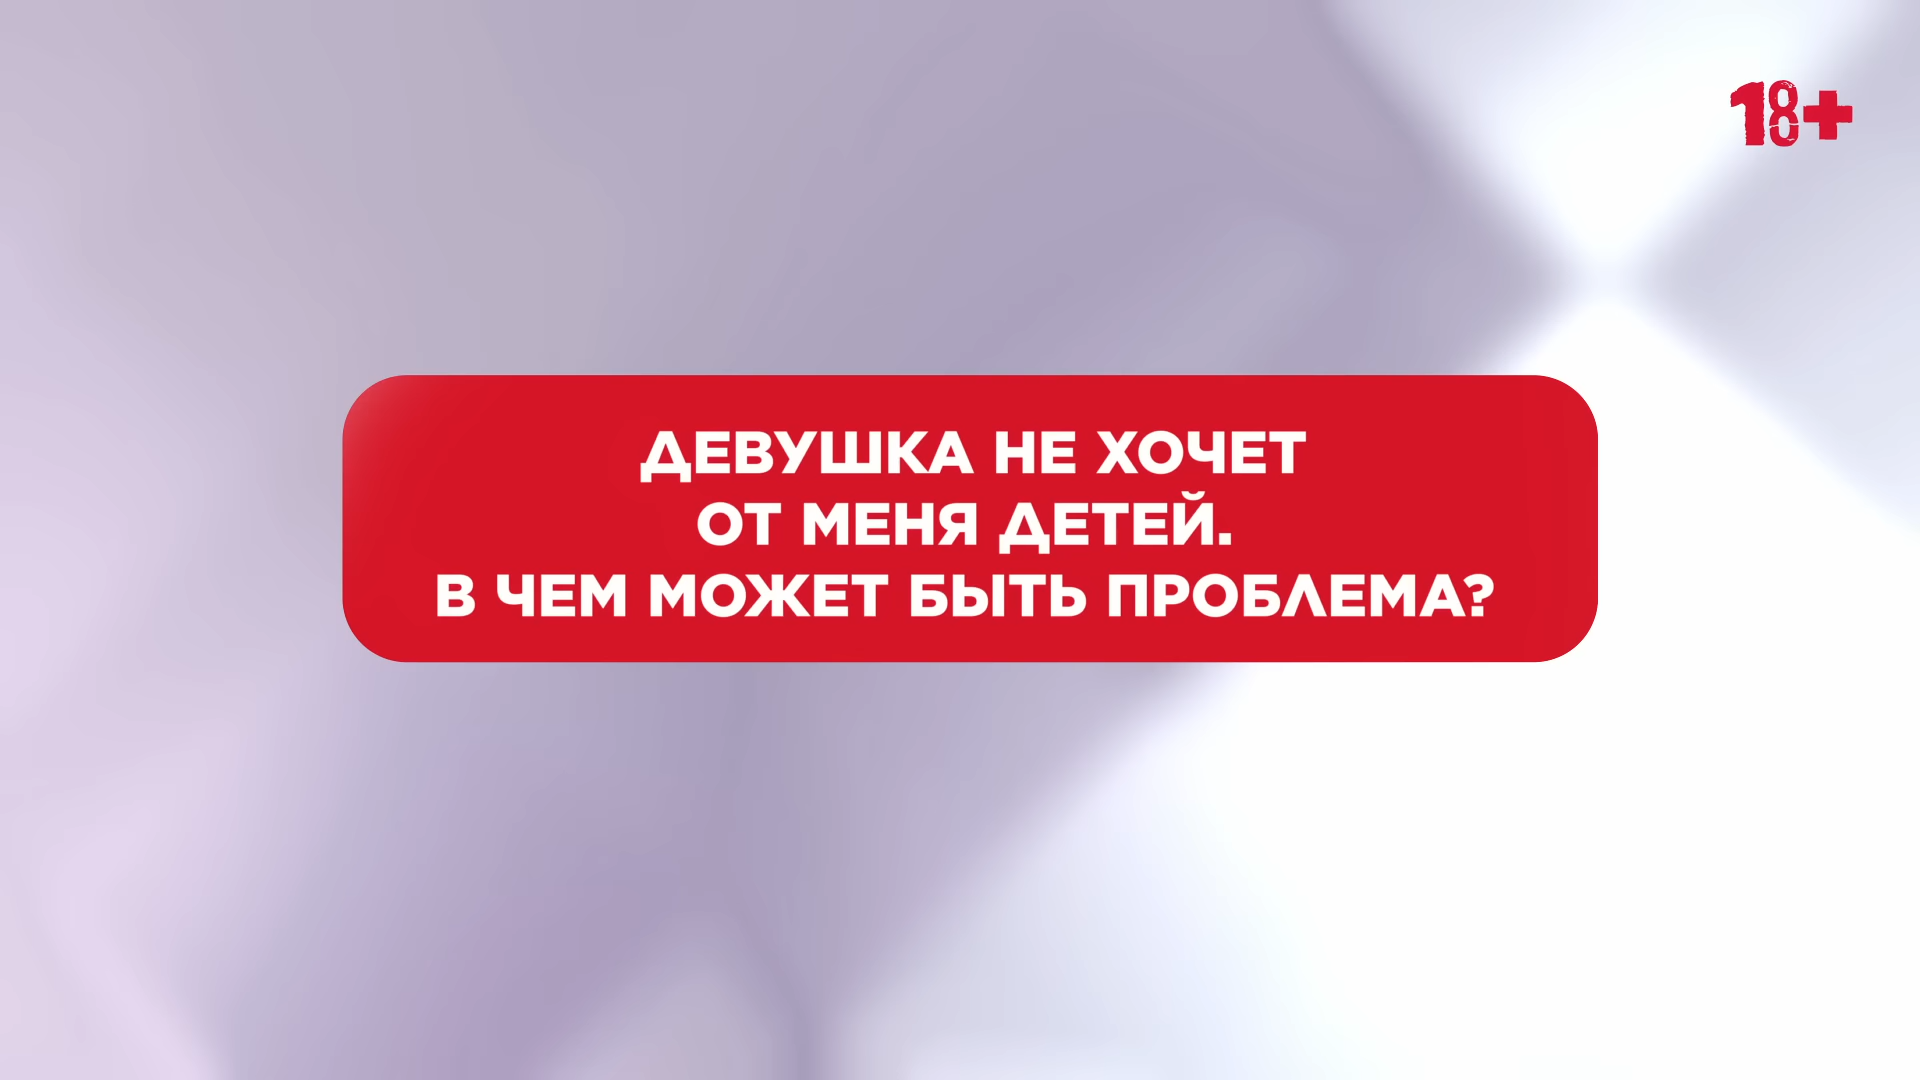 18+
ДЕВУШКА НЕ ХОЧЕТ
ОТ МЕНЯ ДЕТЕЙ.
В ЧЕМ МОЖЕТ БЫТЬ ПРОБЛЕМА?